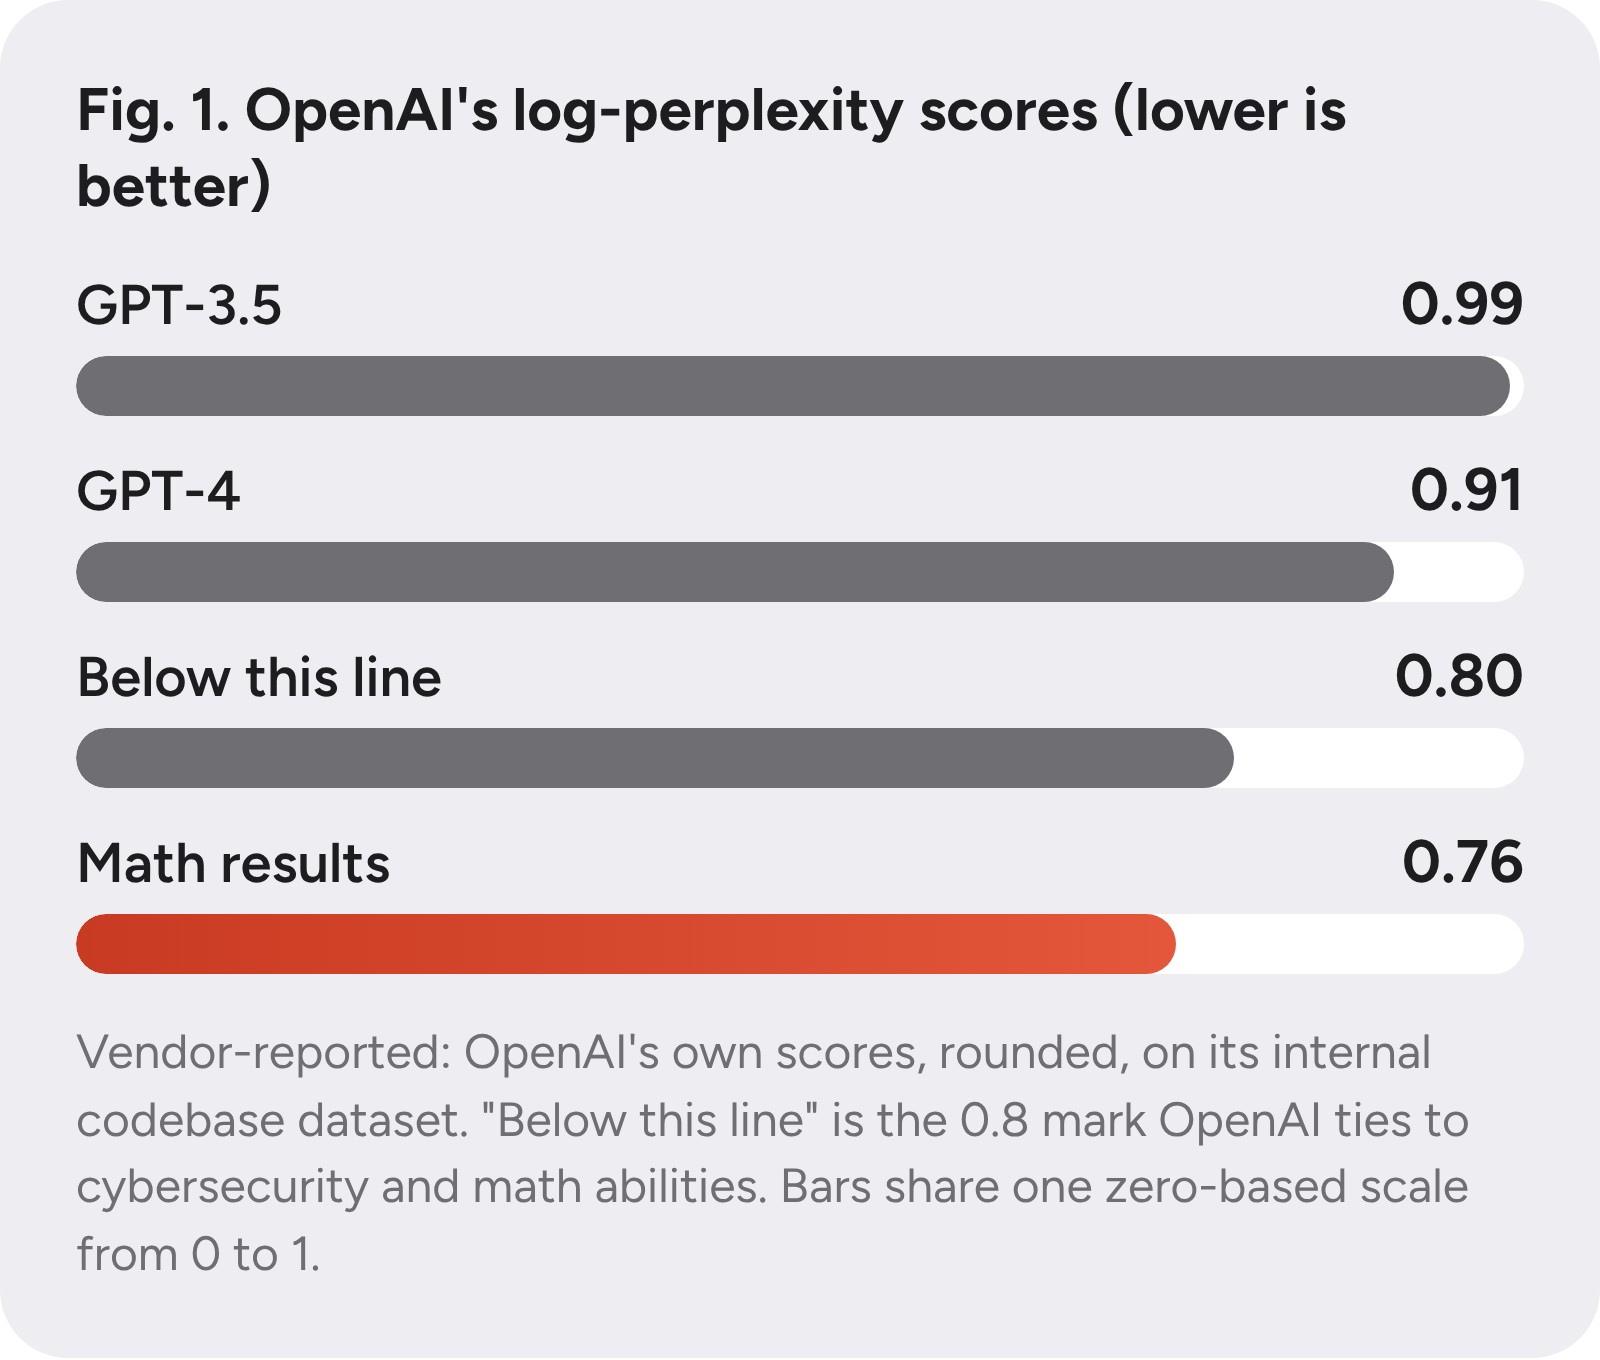 Fig. 1. OpenAI's log-perplexity scores (lower is
better)
GPT-3.5 0.99
GPT-4 0.91
Below this line 0.80
Math results 0.76
Vendor-reported: OpenAI's own scores, rounded, on its internal
codebase dataset. "Below this line" is the 0.8 mark OpenAI ties to
cybersecurity and math abilities. Bars share one zero-based scale
from 0 to 1.